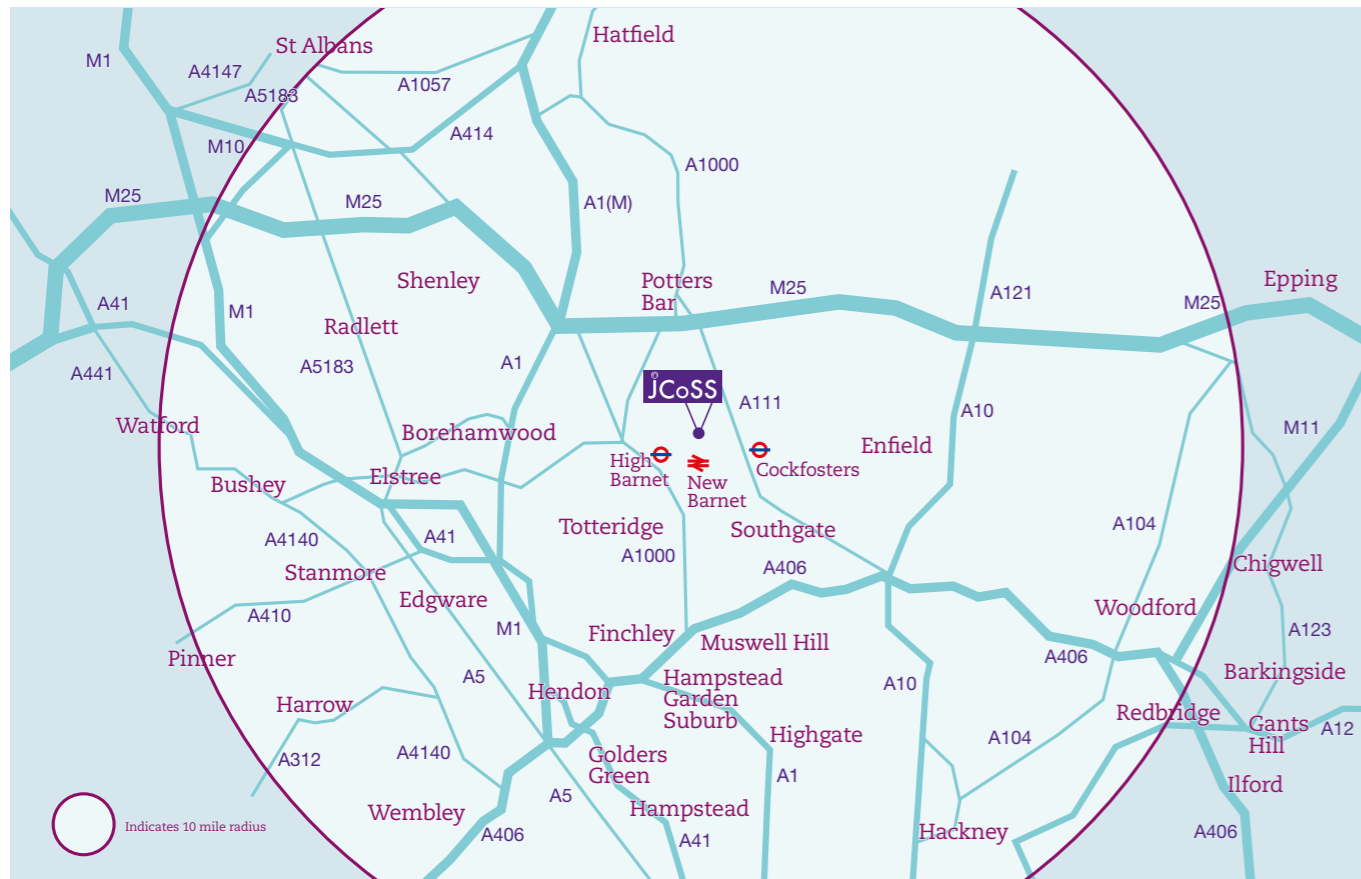 Hatfield
St Albans
M1
A4147
A1057
A5183
A414
M10
A1000
M25
M25
A1(M)
Epping
Shenley
Potters
Bar
M25
A121
M25
A41
M1
Radlett
A5183
A1
A441
JCoSS
A111
A10
Watford
Borehamwood
Enfield
M11
High
Barnet
New
Barnet
Cockfosters
Elstree
Bushey
Totteridge
Southgate
A104
A4140
A41
A1000
A406
Stanmore
Chigwell
Edgware
Woodford
A410
M1
Finchley
Muswell Hill
A123
Pinner
A406
A5
Hendon
Hampstead
Garden
Suburb
A10
Barkingside
Harrow
Redbridge
Gants
Hill
A12
Highgate
A104
A312
A4140
Golders
Green
A1
Ilford
A5
Wembley
Hampstead
Indicates 10 mile radius
A406
A41
Hackney
A406